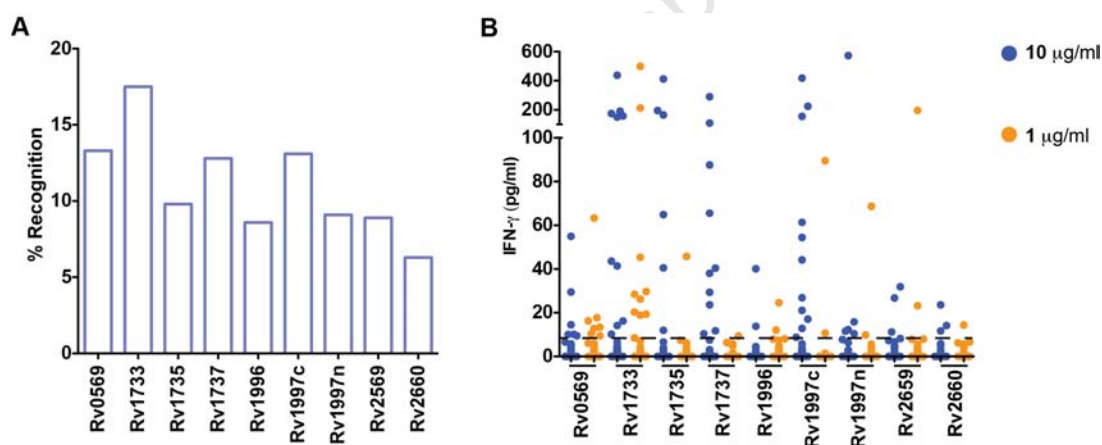 A
% Recognition
20
15
10
5
0
Rv0569
Rv1733
Rv1735
Rv1737
Rv1996
Rv1997c
Rv1997n
Rv2569
Rv2660
B
IFN-γ (pg/ml)
600
400
200
100
80
60
40
20
0
Rv0569
Rv1733
Rv1735
Rv1737
Rv1996
Rv1997c
Rv1997n
Rv2659
Rv2660
10 µg/ml
1 µg/ml